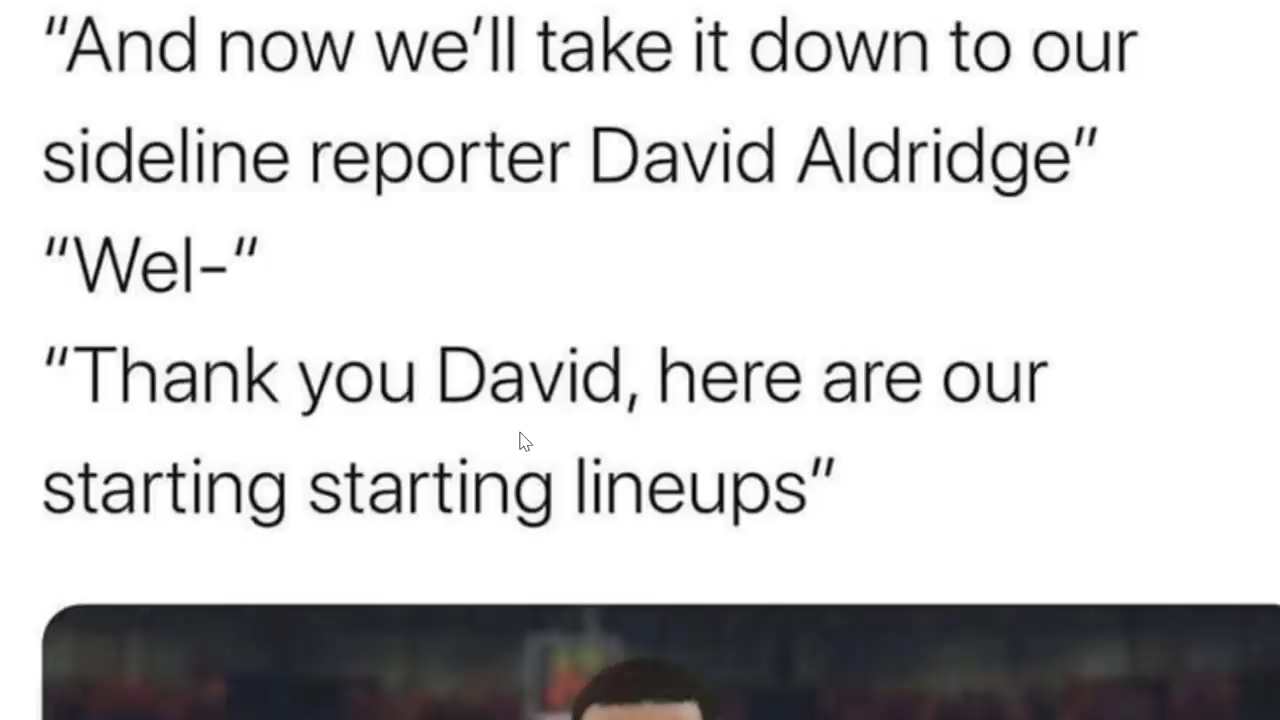 “And now we’ll take it down to our
sideline reporter David Aldridge”
“Wel-“
“Thank you David, here are our
starting starting lineups”